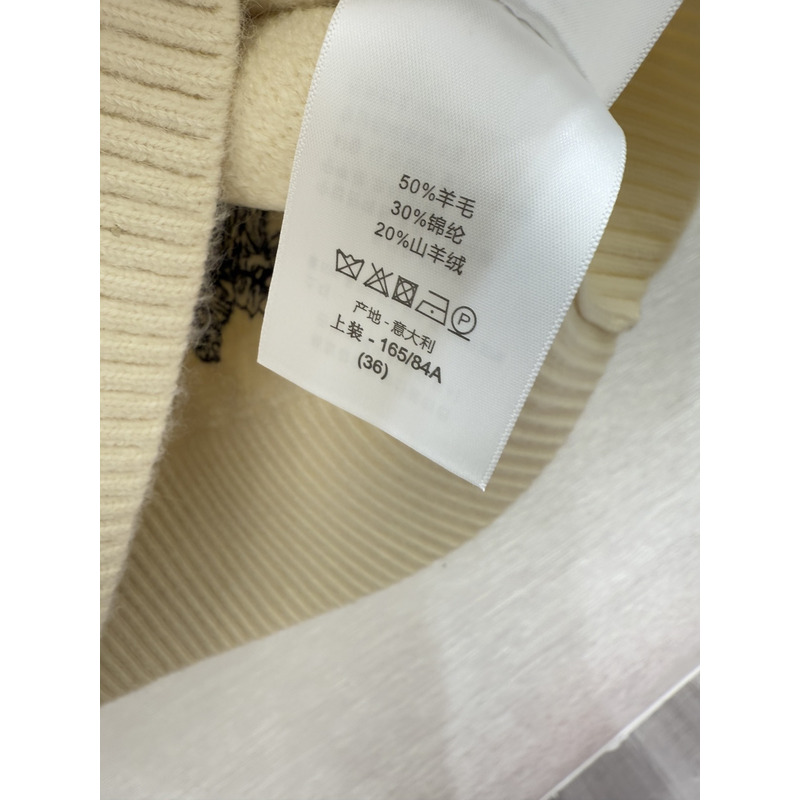 50%羊毛
30%锦纶
20%山羊绒
P
产地 - 意大利
上装 - 165/84A
(36)